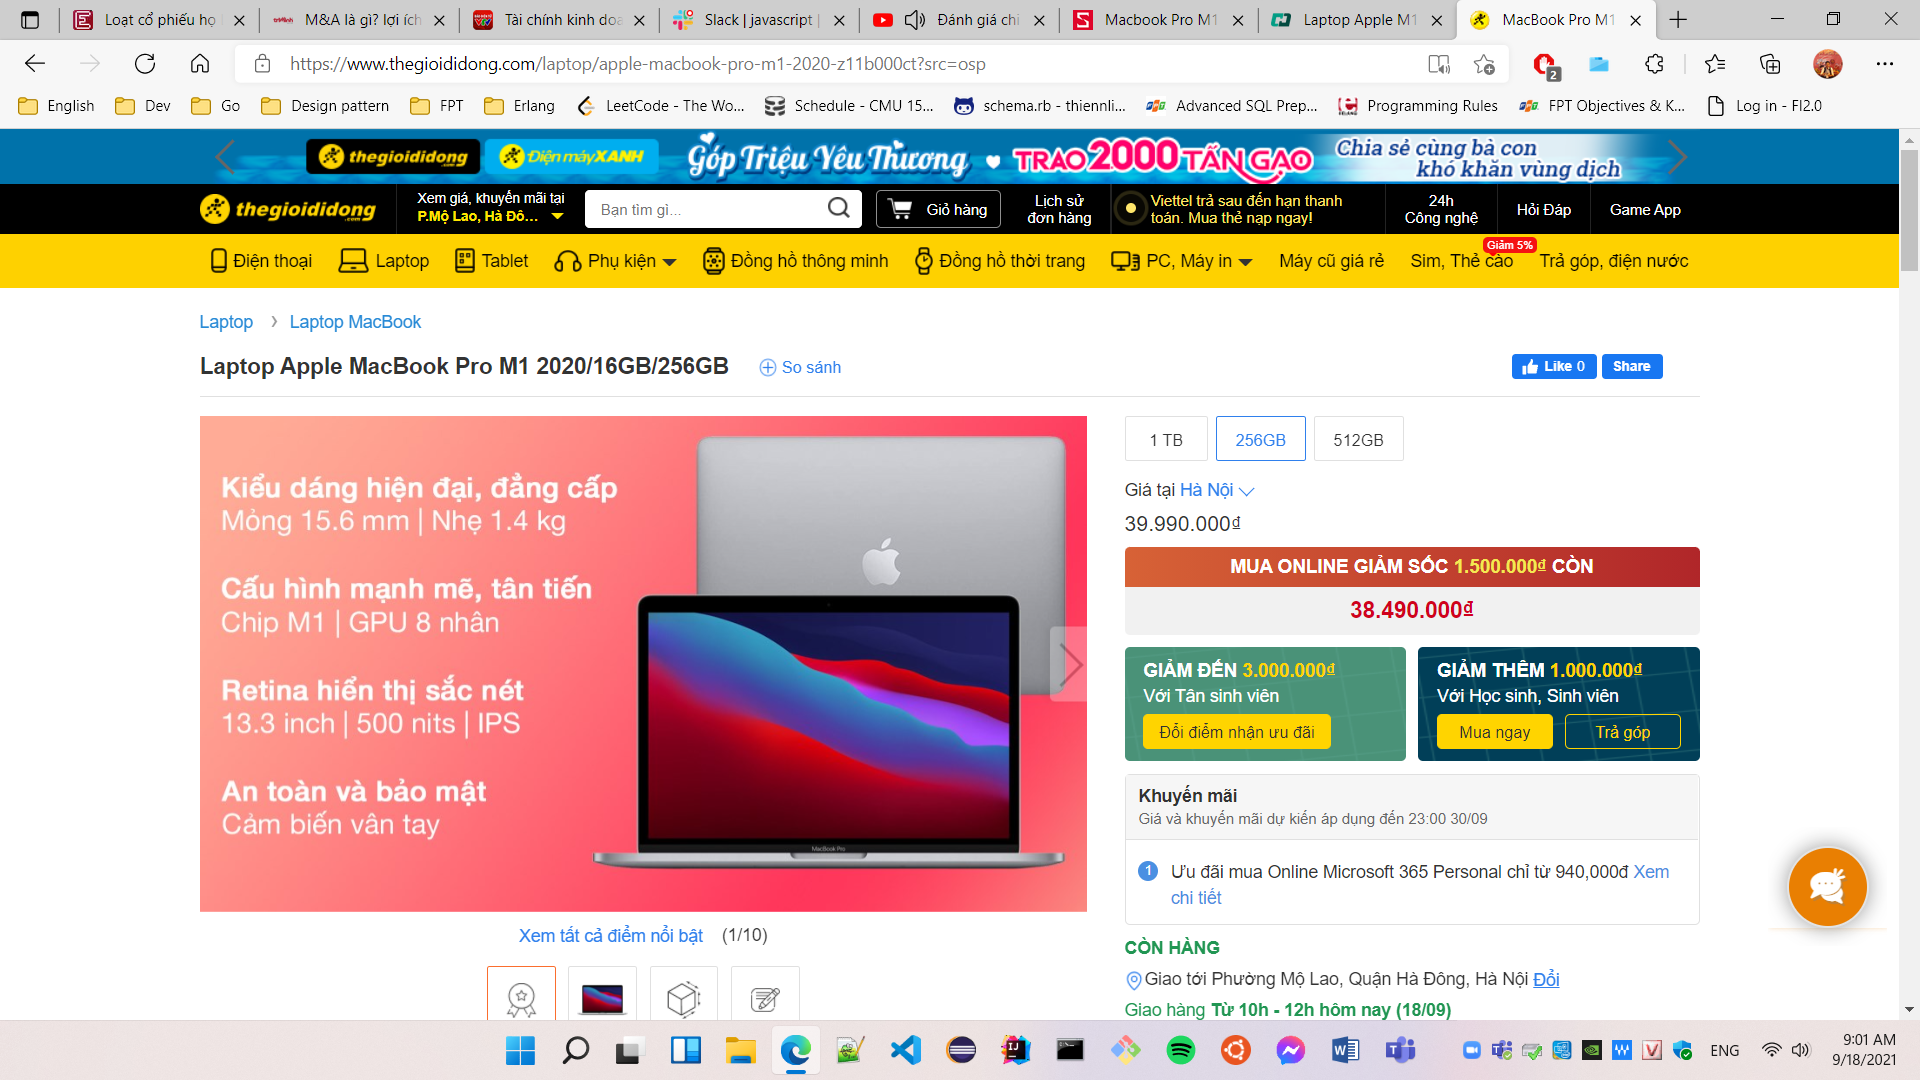 Loạt cổ phiếu họ
M&A là gì? lợi ích
Tài chính kinh doa
Slack | javascript |
Đánh giá chi
Macbook Pro M1
Laptop Apple M1
MacBook Pro M1
https://www.thegioididong.com/laptop/apple-macbook-pro-m1-2020-z11b000ct?src=osp
2
English
Dev
Go
Design pattern
FPT
Erlang
LeetCode - The Wo...
Schedule - CMU 15...
schema.rb - thiennli...
Advanced SQL Prep...
Programming Rules
FPT Objectives & K...
Log in - FI2.0
thegioididong.com
Điện máy XANH
Góp Triệu Yêu Thương
TRAO 2000 TẤN GẠO
Chia sẻ cùng bà con
khó khăn vùng dịch
thegioididong.com
Xem giá, khuyến mãi tại
P.Mộ Lao, Hà Đô...
Bạn tìm gì...
Giỏ hàng
Lịch sử
đơn hàng
Viettel trả sau đến hạn thanh
toán. Mua thẻ nạp ngay!
24h
Công nghệ
Hỏi Đáp
Game App
Điện thoại
Laptop
Tablet
Phụ kiện
Đồng hồ thông minh
Đồng hồ thời trang
PC, Máy in
Máy cũ giá rẻ
Giảm 5%
Sim, Thẻ cào
Trả góp, điện nước
Laptop › Laptop MacBook
Laptop Apple MacBook Pro M1 2020/16GB/256GB
So sánh
Like 0
Share
Kiểu dáng hiện đại, đẳng cấp
Mỏng 15.6 mm | Nhẹ 1.4 kg
Cấu hình mạnh mẽ, tân tiến
Chip M1 | GPU 8 nhân
Retina hiển thị sắc nét
13.3 inch | 500 nits | IPS
An toàn và bảo mật
Cảm biến vân tay
MacBook Pro
Xem tất cả điểm nổi bật (1/10)
1 TB
256GB
512GB
Giá tại Hà Nội
39.990.000₫
MUA ONLINE GIẢM SỐC 1.500.000₫ CÒN
38.490.000₫
GIẢM ĐẾN 3.000.000₫
Với Tân sinh viên
Đổi điểm nhận ưu đãi
GIẢM THÊM 1.000.000₫
Với Học sinh, Sinh viên
Mua ngay
Trả góp
Khuyến mãi
Giá và khuyến mãi dự kiến áp dụng đến 23:00 30/09
1 Ưu đãi mua Online Microsoft 365 Personal chỉ từ 940,000đ Xem
chi tiết
CÒN HÀNG
Giao tới Phường Mộ Lao, Quận Hà Đông, Hà Nội Đổi
Giao hàng Từ 10h - 12h hôm nay (18/09)
ENG
9:01 AM
9/18/2021